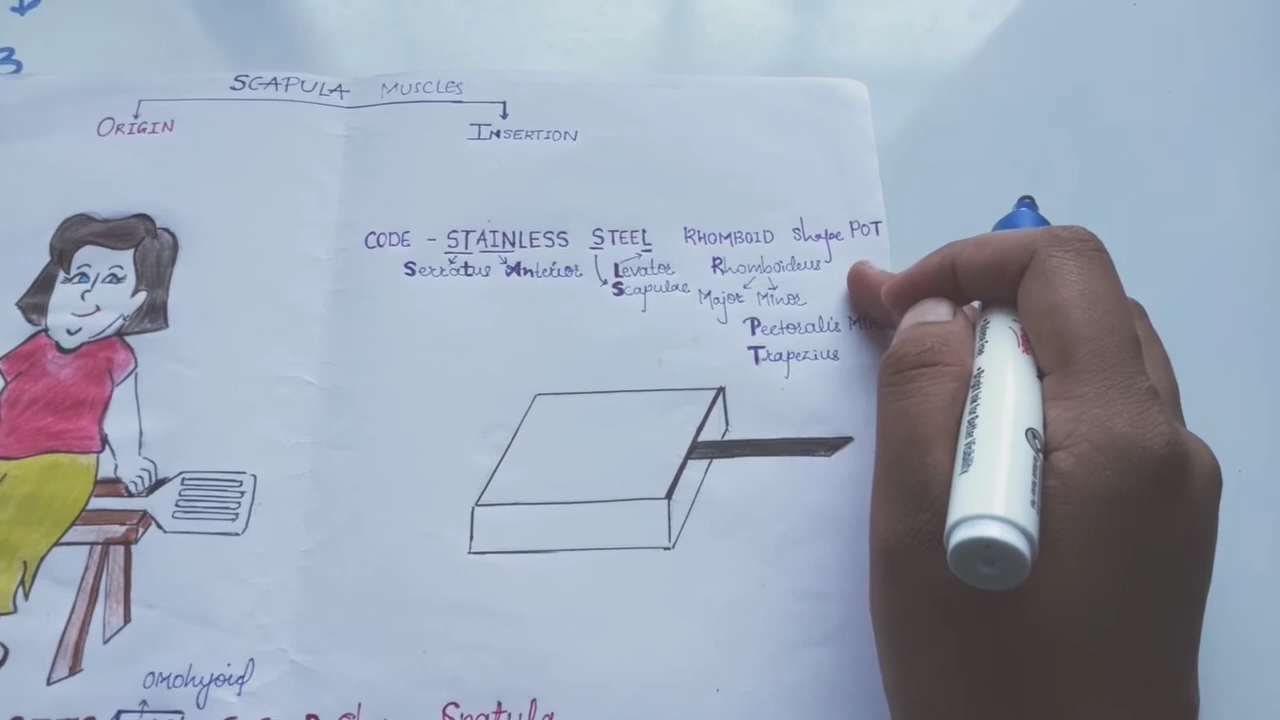 SCAPULA MUSCLES
ORIGIN
INSERTION
CODE - STAINLESS STEEL RHOMBOID shape POT
Serratus Anterior Levator Rhomboideus
Scapulae Major Minor
Pectoralis
Trapezius
omohyoid
Spatula